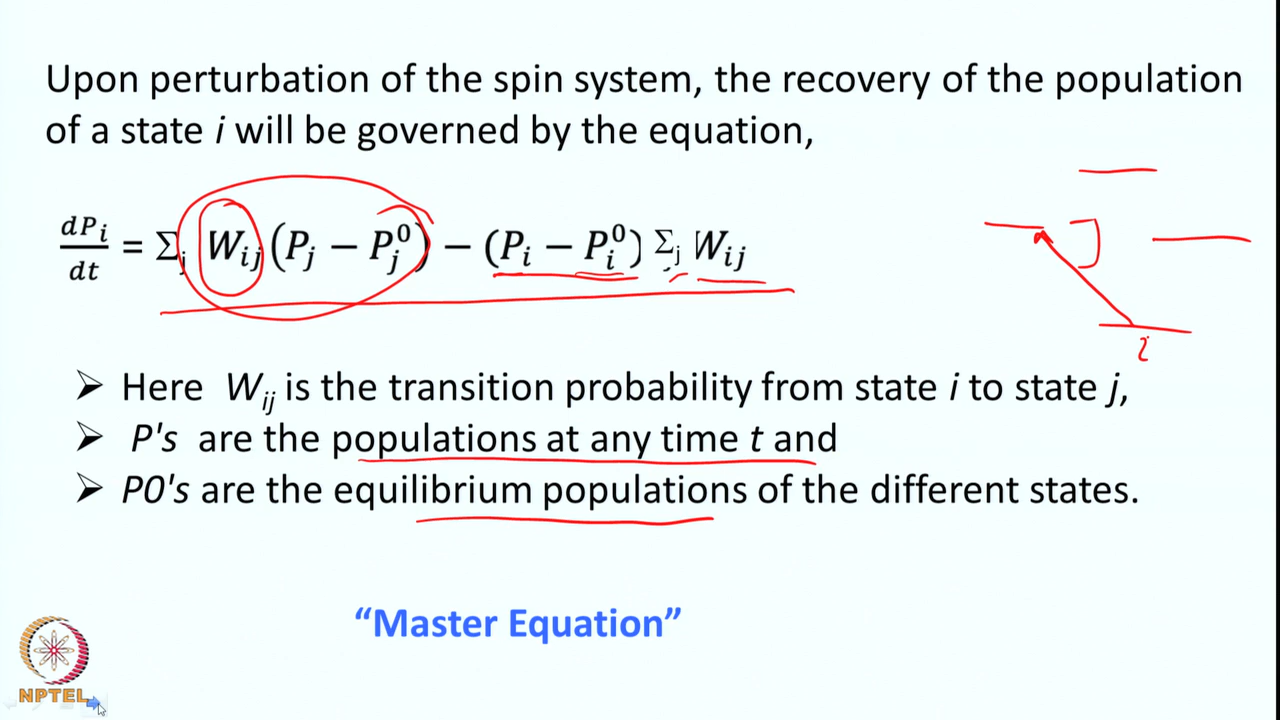 Upon perturbation of the spin system, the recovery of the population
of a state i will be governed by the equation,
dPᵢ/dt = Σⱼ Wᵢⱼ(Pⱼ − Pⱼ⁰) − (Pᵢ − Pᵢ⁰) Σⱼ Wᵢⱼ
➢ Here Wᵢⱼ is the transition probability from state i to state j,
i
➢ P's are the populations at any time t and
➢ P0's are the equilibrium populations of the different states.
“Master Equation”
NPTEL